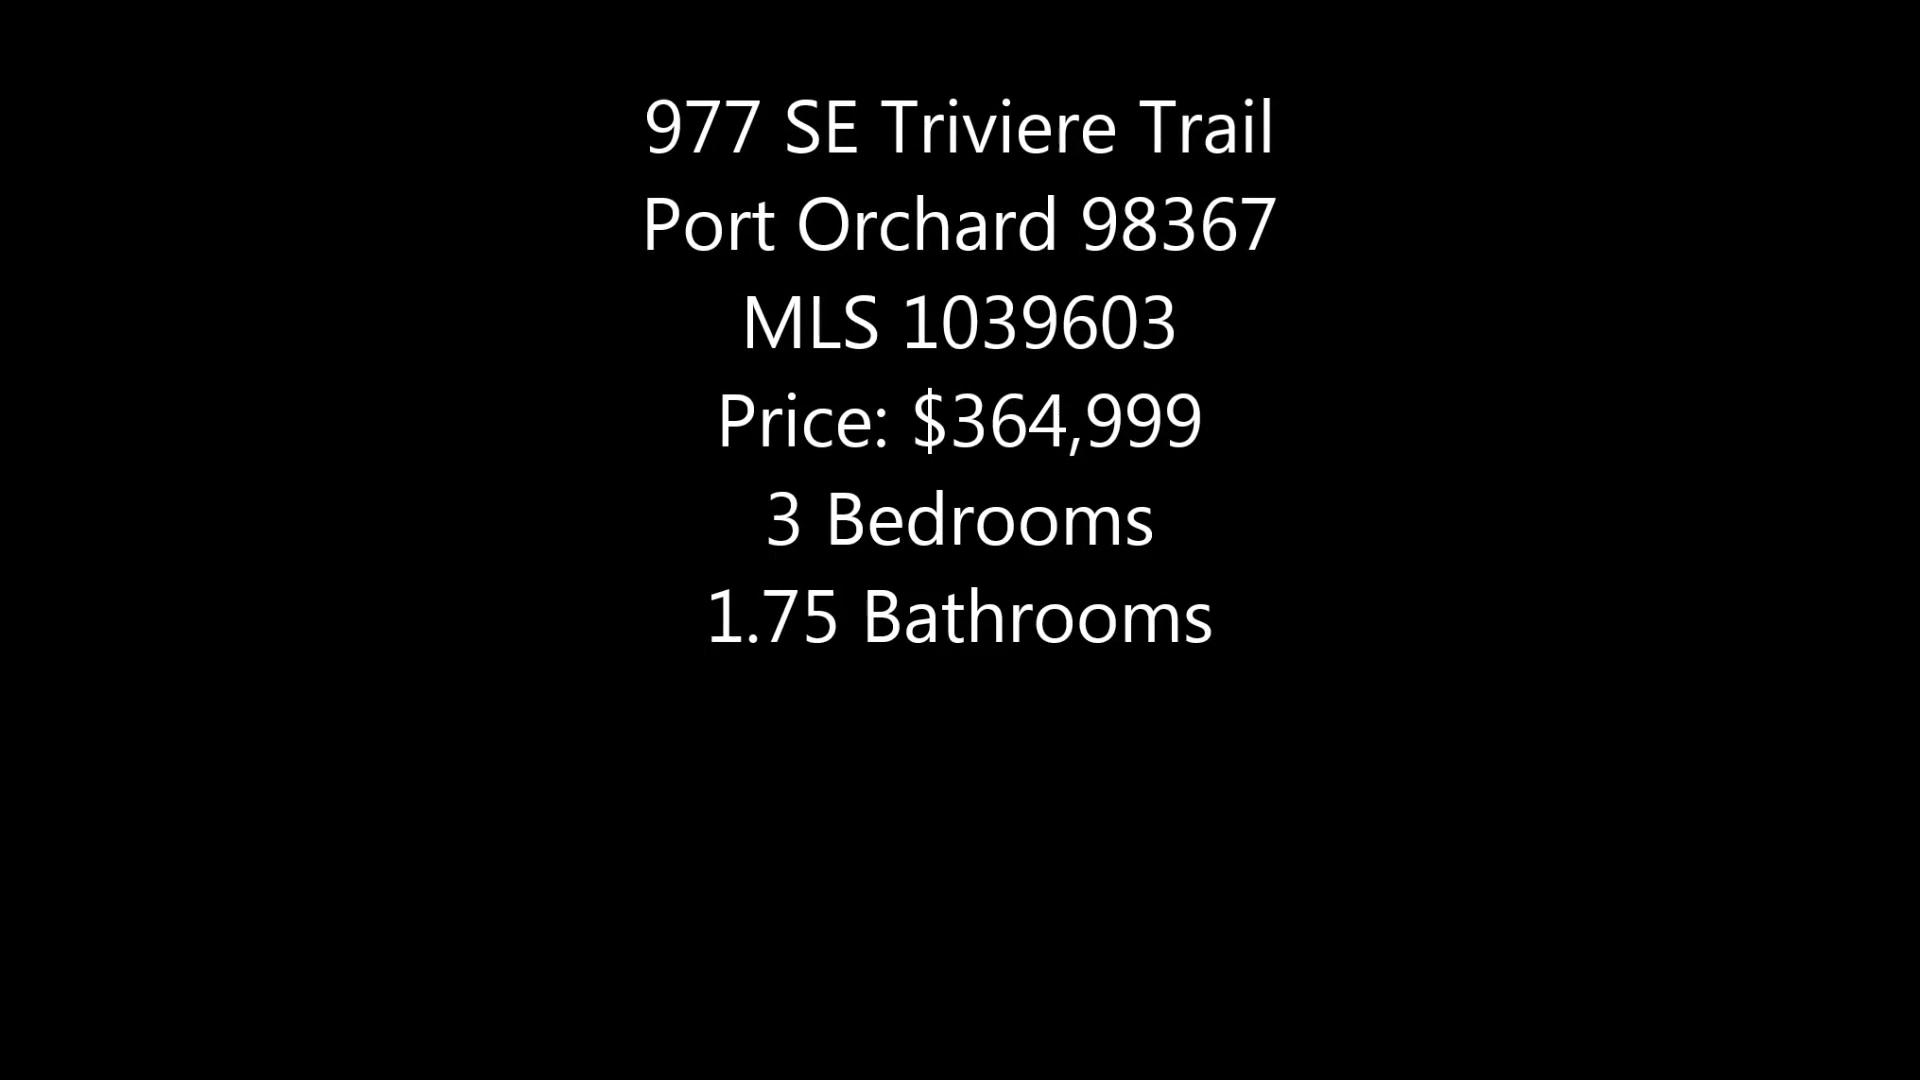 977 SE Triviere Trail
Port Orchard 98367
MLS 1039603
Price: $364,999
3 Bedrooms
1.75 Bathrooms